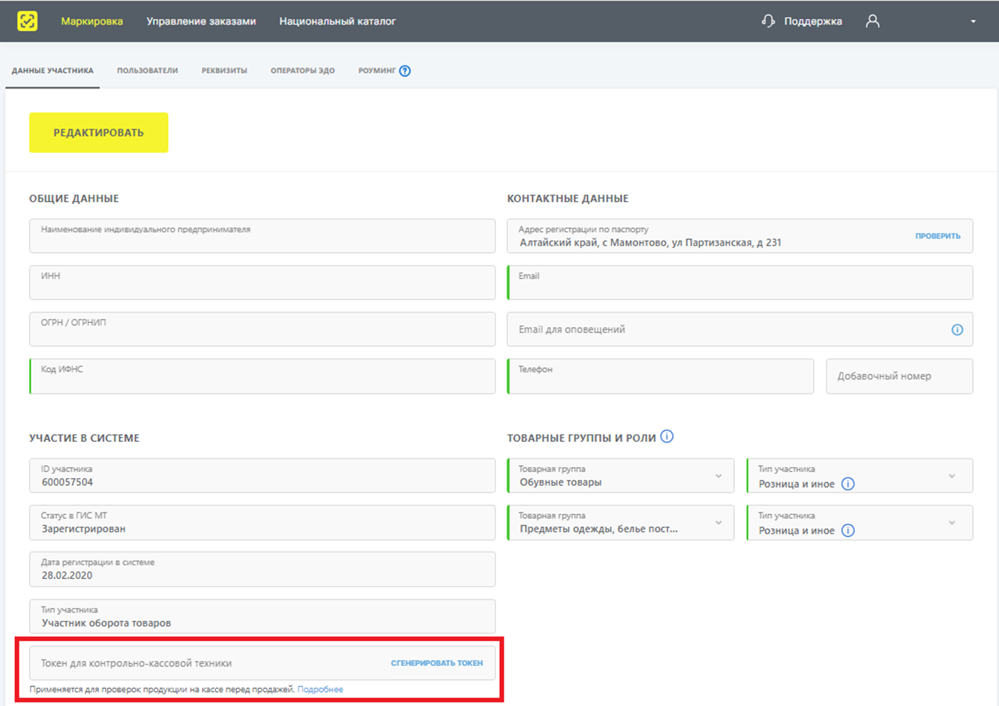 Маркировка Управление заказами Национальный каталог Поддержка
ДАННЫЕ УЧАСТНИКА ПОЛЬЗОВАТЕЛИ РЕКВИЗИТЫ ОПЕРАТОРЫ ЭДО РОУМИНГ ?
РЕДАКТИРОВАТЬ
ОБЩИЕ ДАННЫЕ
Наименование индивидуального предпринимателя
ИНН
ОГРН / ОГРНИП
Код ИФНС
КОНТАКТНЫЕ ДАННЫЕ
Адрес регистрации по паспорту
Алтайский край, с Мамонтово, ул Партизанская, д 231
ПРОВЕРИТЬ
Email
Email для оповещений
Телефон
Добавочный номер
УЧАСТИЕ В СИСТЕМЕ
ID участника
600057504
Статус в ГИС МТ
Зарегистрирован
Дата регистрации в системе
28.02.2020
Тип участника
Участник оборота товаров
Токен для контрольно-кассовой техники СГЕНЕРИРОВАТЬ ТОКЕН
Применяется для проверок продукции на кассе перед продажей. Подробнее
ТОВАРНЫЕ ГРУППЫ И РОЛИ
Товарная группа
Обувные товары
Тип участника
Розница и иное
Товарная группа
Предметы одежды, белье пост...
Тип участника
Розница и иное